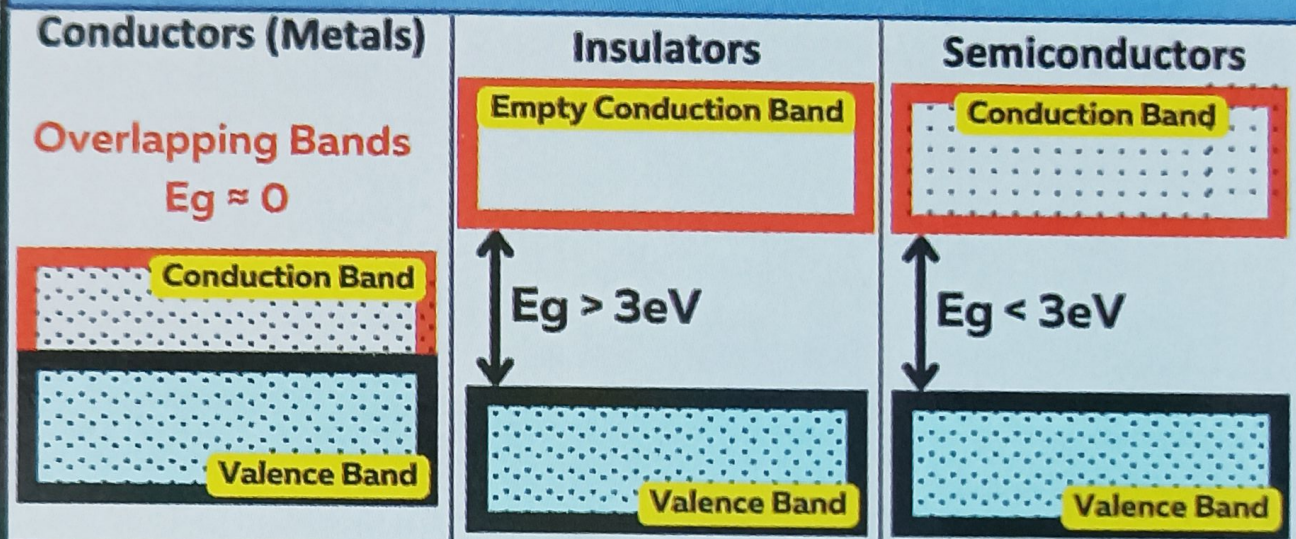 Conductors (Metals)
Overlapping Bands
Eg ≈ 0
Conduction Band
Valence Band
Insulators
Empty Conduction Band
Eg > 3eV
Valence Band
Semiconductors
Conduction Band
Eg < 3eV
Valence Band